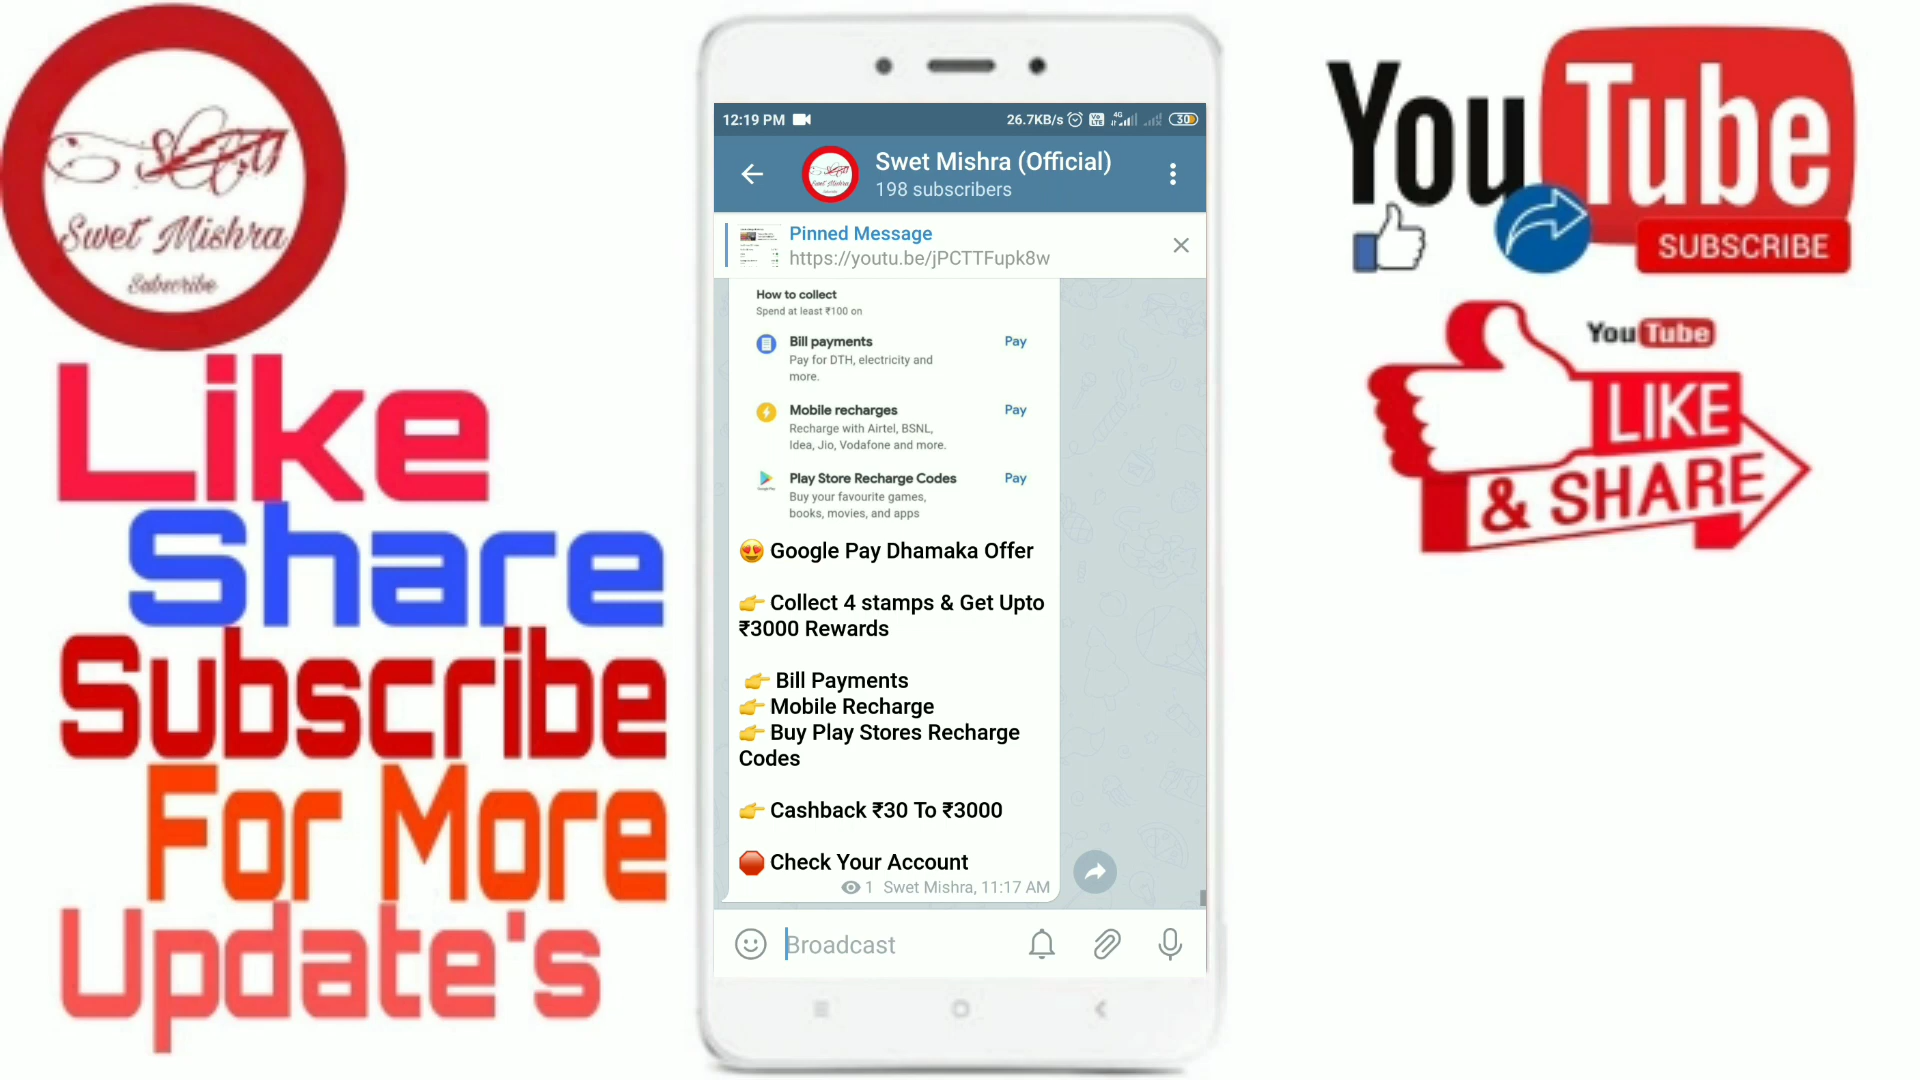 Swet Mishra
Subscribe
Like
Share
Subscribe
For More
Update's
12:19 PM
26.7KB/s
4G
30
Swet Mishra (Official)
198 subscribers
Pinned Message
https://youtu.be/jPCTTFupk8w
How to collect
Spend at least ₹100 on
Bill payments
Pay
Pay for DTH, electricity and
more.
Mobile recharges
Pay
Recharge with Airtel, BSNL,
Idea, Jio, Vodafone and more.
Play Store Recharge Codes
Pay
Buy your favourite games,
books, movies, and apps
😍 Google Pay Dhamaka Offer
👉 Collect 4 stamps & Get Upto
₹3000 Rewards
👉 Bill Payments
👉 Mobile Recharge
👉 Buy Play Stores Recharge
Codes
👉 Cashback ₹30 To ₹3000
🛑 Check Your Account
1 Swet Mishra, 11:17 AM
Broadcast
YouTube
SUBSCRIBE
YouTube
LIKE
& SHARE